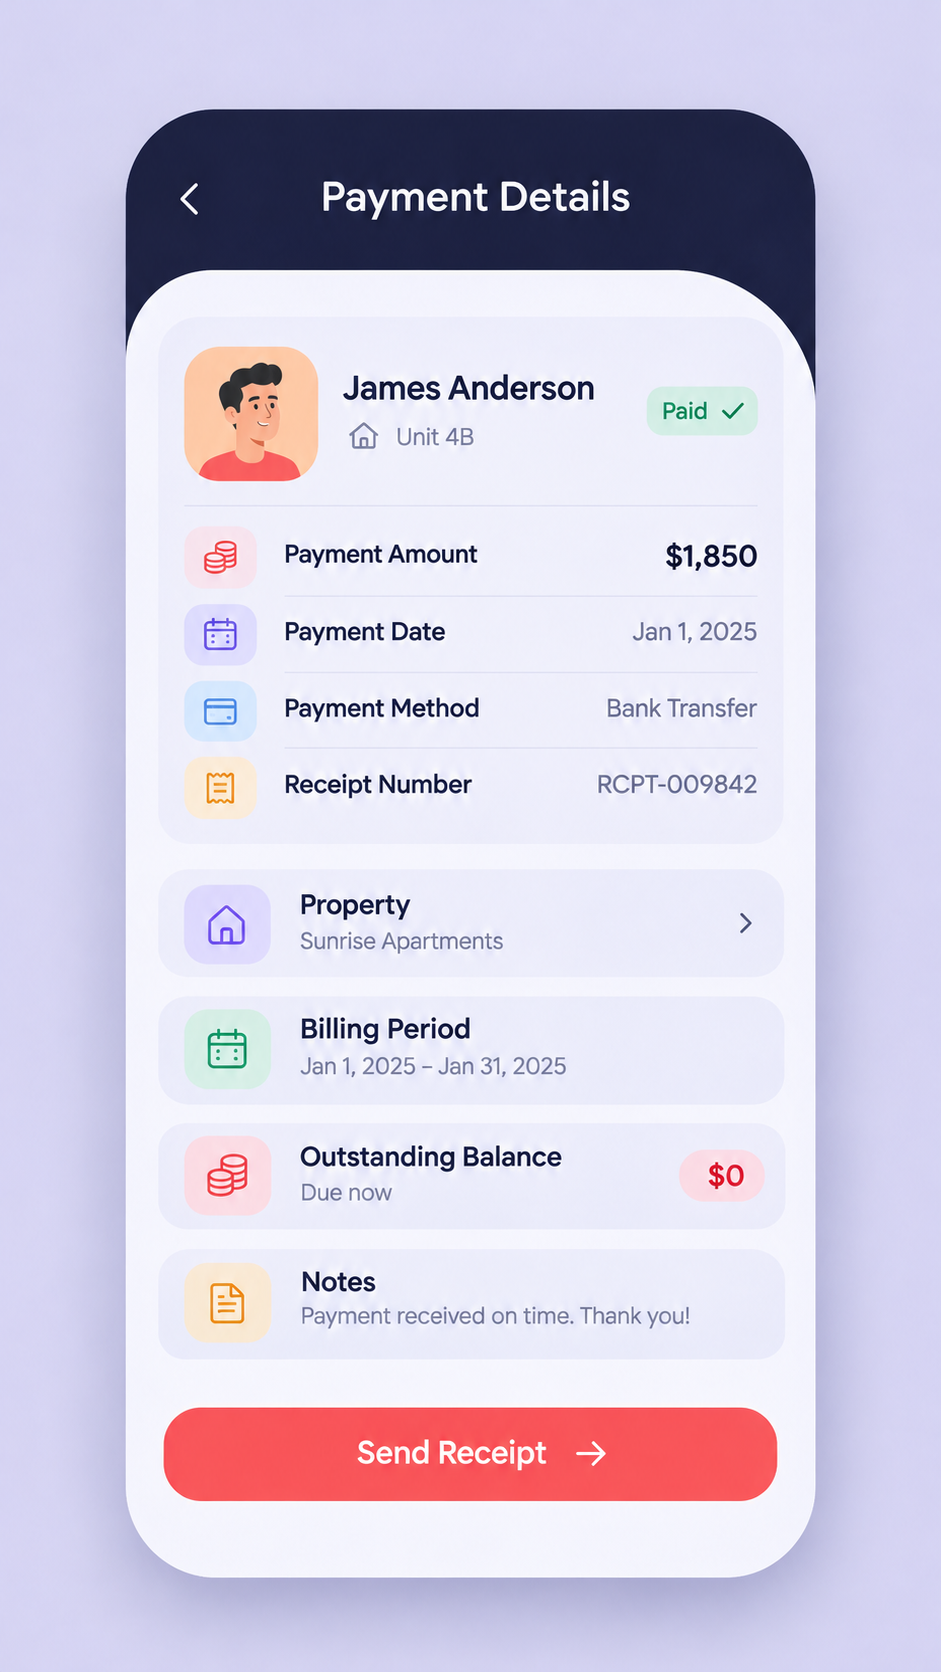 Payment Details
James Anderson
Paid
Unit 4B
Payment Amount
$1,850
Payment Date
Jan 1, 2025
Payment Method
Bank Transfer
Receipt Number
RCPT-009842
Property
Sunrise Apartments
Billing Period
Jan 1, 2025 – Jan 31, 2025
Outstanding Balance
Due now
$0
Notes
Payment received on time. Thank you!
Send Receipt